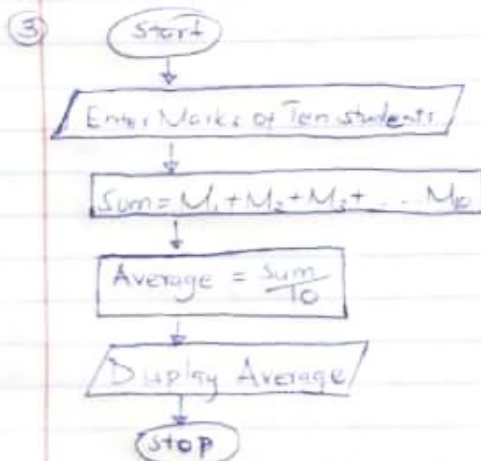 ③
Start
Enter Marks of Ten students
Sum = M₁ + M₂ + M₃ + ... M₁₀
Average = Sum/10
Display Average
Stop